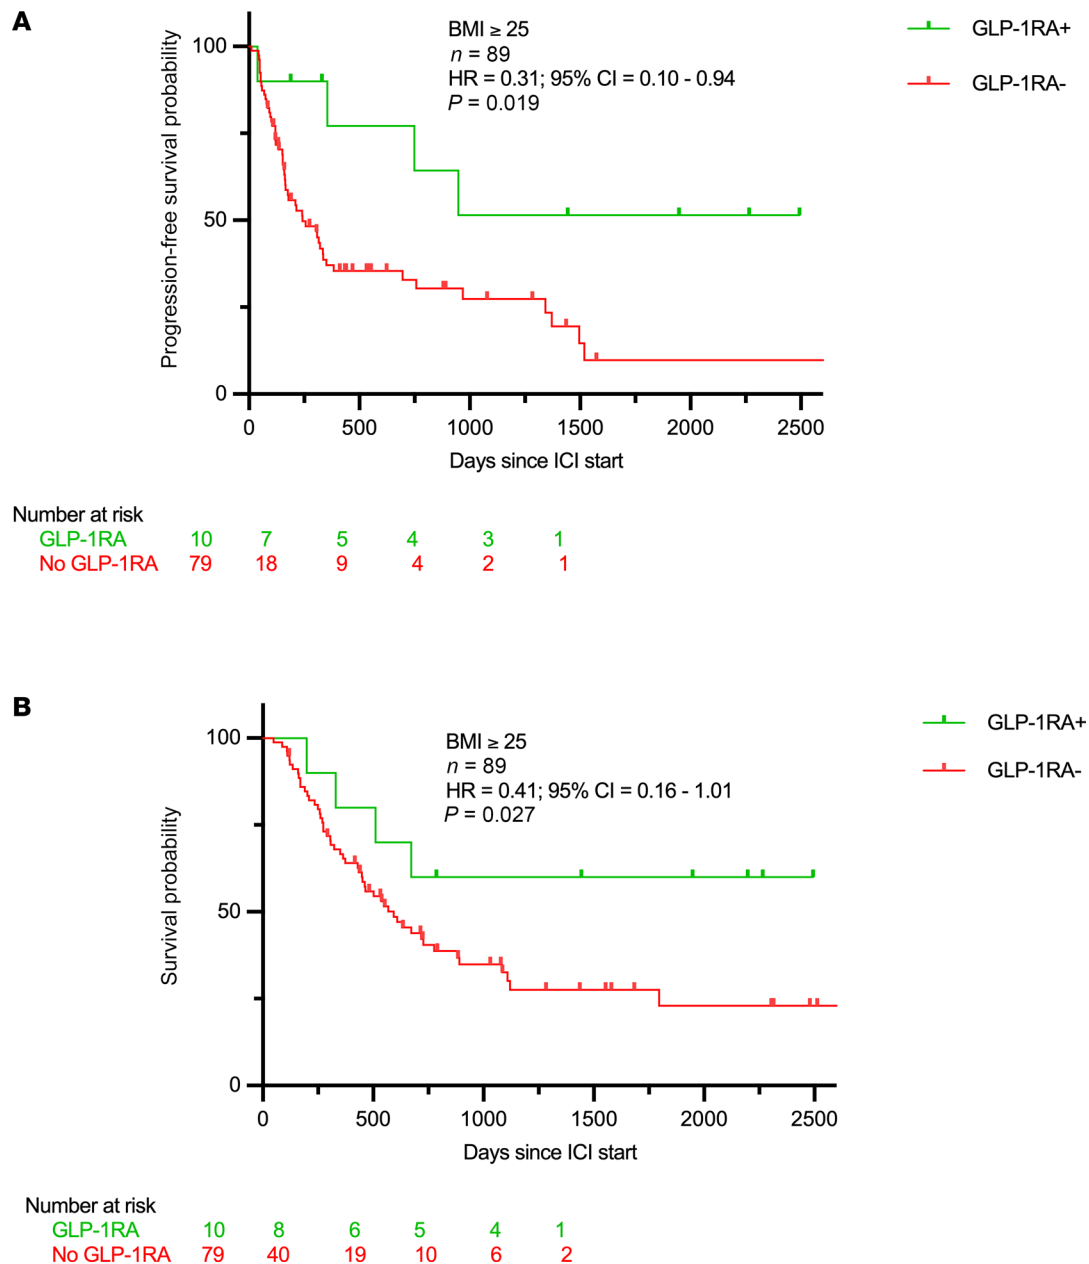 A
BMI ≥ 25
n = 89
HR = 0.31; 95% CI = 0.10 - 0.94
P = 0.019
GLP-1RA+
GLP-1RA-
Progression-free survival probability
100
50
0
0 500 1000 1500 2000 2500
Days since ICI start
Number at risk
GLP-1RA 10 7 5 4 3 1
No GLP-1RA 79 18 9 4 2 1
B
BMI ≥ 25
n = 89
HR = 0.41; 95% CI = 0.16 - 1.01
P = 0.027
GLP-1RA+
GLP-1RA-
Survival probability
100
50
0
0 500 1000 1500 2000 2500
Days since ICI start
Number at risk
GLP-1RA 10 8 6 5 4 1
No GLP-1RA 79 40 19 10 6 2